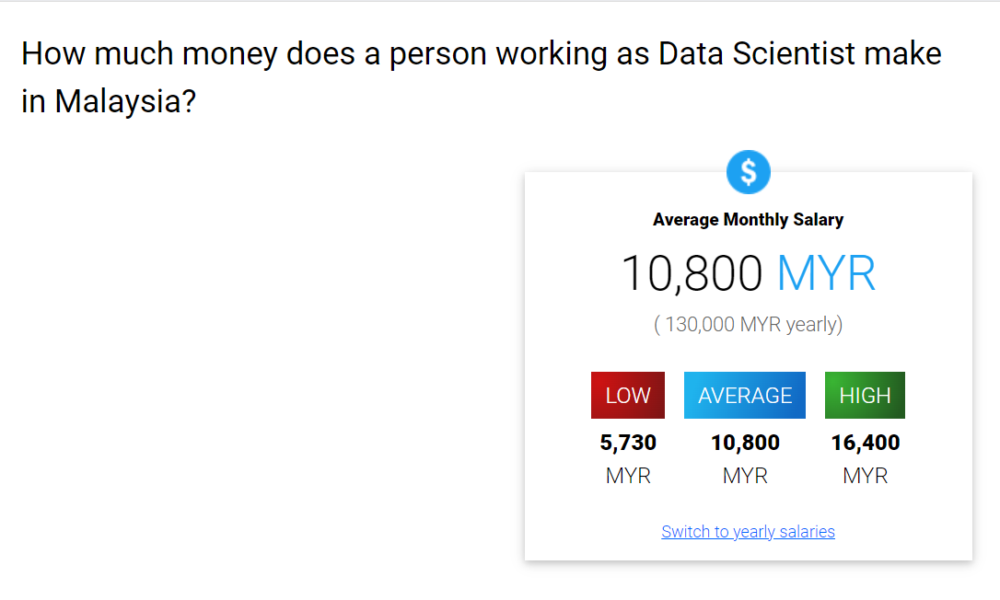 How much money does a person working as Data Scientist make
in Malaysia?
$
Average Monthly Salary
10,800 MYR
( 130,000 MYR yearly)
LOW AVERAGE HIGH
5,730 10,800 16,400
MYR MYR MYR
Switch to yearly salaries